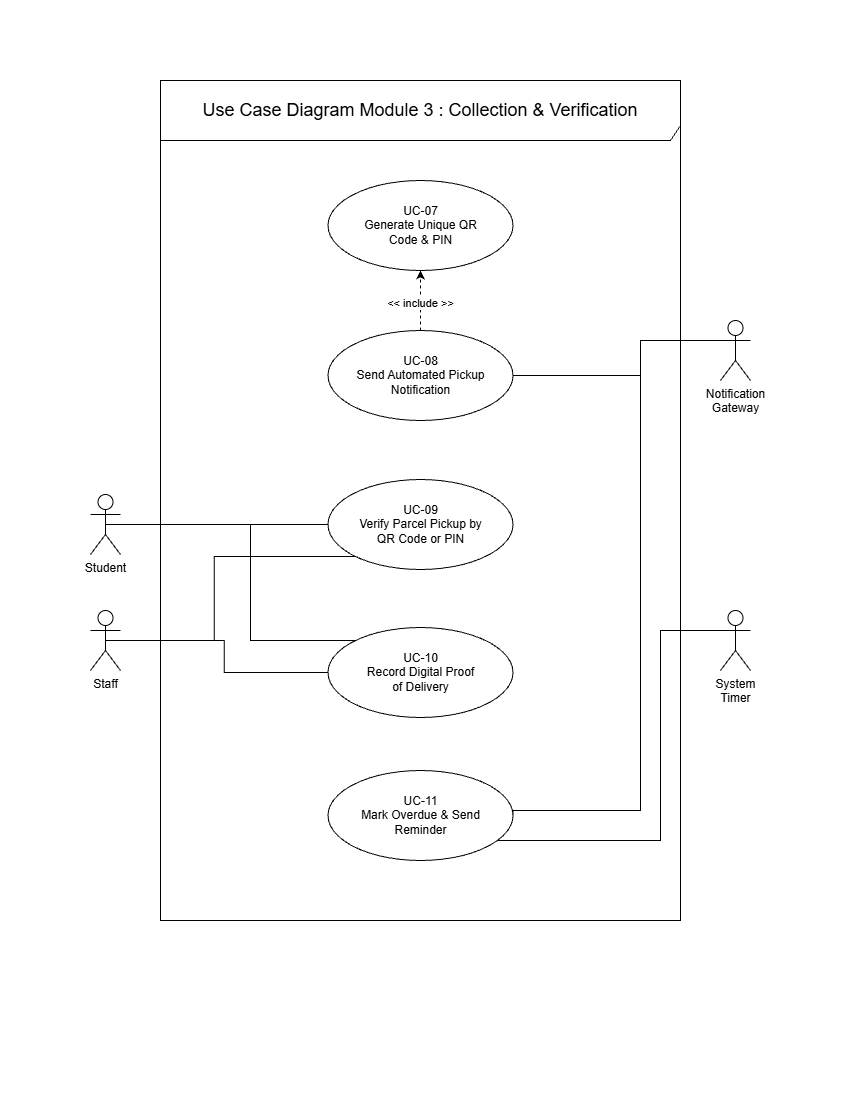 Use Case Diagram Module 3 : Collection & Verification
UC-07
Generate Unique QR
Code & PIN
<< include >>
UC-08
Send Automated Pickup
Notification
Notification
Gateway
UC-09
Verify Parcel Pickup by
QR Code or PIN
Student
UC-10
Record Digital Proof
of Delivery
Staff
System
Timer
UC-11
Mark Overdue & Send
Reminder